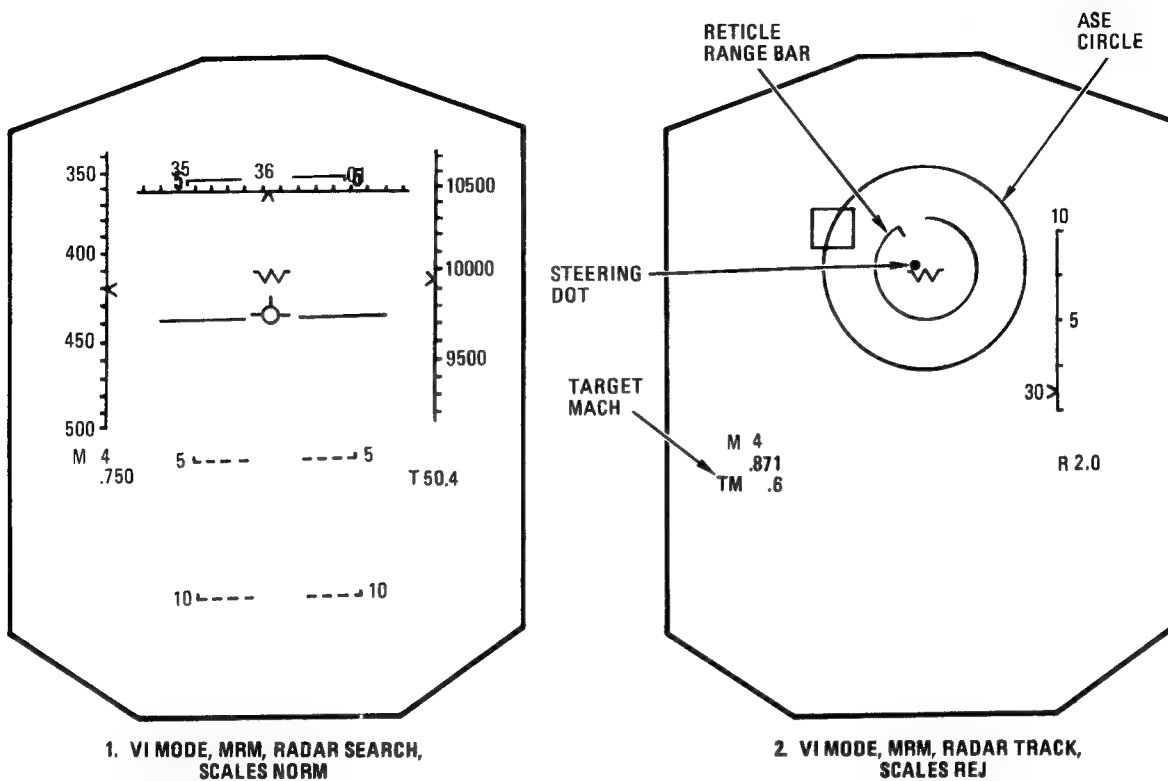 350
400
450
500
35
5
36
10500
10000
9500
M 4
.750
5
5
T 50.4
10
10
1. VI MODE, MRM, RADAR SEARCH,
SCALES NORM
RETICLE
RANGE BAR
ASE
CIRCLE
STEERING
DOT
TARGET
MACH
10
5
30
M 4
.871
TM .6
R 2.0
2 VI MODE, MRM, RADAR TRACK,
SCALES REJ